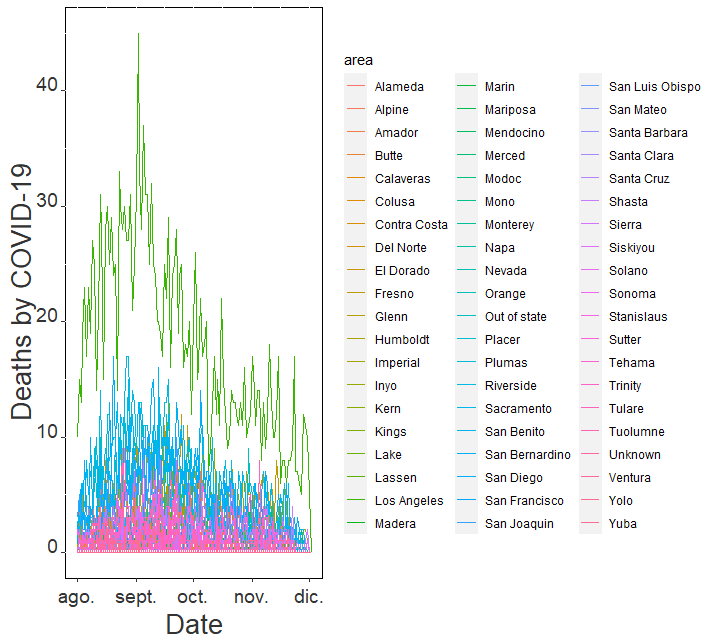 Deaths by COVID-19
40
30
20
10
0
ago. sept. oct. nov. dic.
Date
area
Alameda
Alpine
Amador
Butte
Calaveras
Colusa
Contra Costa
Del Norte
El Dorado
Fresno
Glenn
Humboldt
Imperial
Inyo
Kern
Kings
Lake
Lassen
Los Angeles
Madera
Marin
Mariposa
Mendocino
Merced
Modoc
Mono
Monterey
Napa
Nevada
Orange
Out of state
Placer
Plumas
Riverside
Sacramento
San Benito
San Bernardino
San Diego
San Francisco
San Joaquin
San Luis Obispo
San Mateo
Santa Barbara
Santa Clara
Santa Cruz
Shasta
Sierra
Siskiyou
Solano
Sonoma
Stanislaus
Sutter
Tehama
Trinity
Tulare
Tuolumne
Unknown
Ventura
Yolo
Yuba